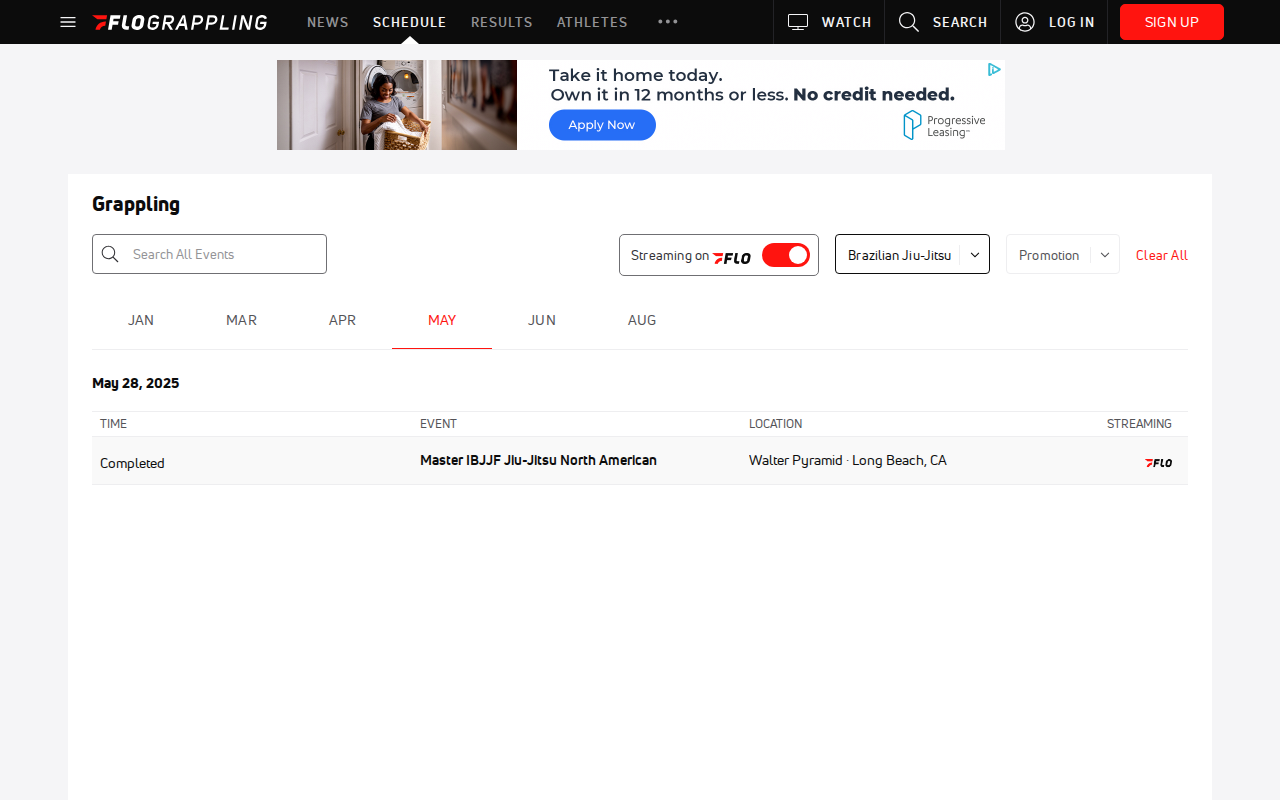 FLOGRAPPLING NEWS SCHEDULE RESULTS ATHLETES WATCH SEARCH LOG IN SIGN UP
Take it home today.
Own it in 12 months or less. No credit needed.
Apply Now
Progressive
Leasing
Grappling
Search All Events
Streaming on FLO
Brazilian Jiu-Jitsu
Promotion
Clear All
JAN MAR APR MAY JUN AUG
May 28, 2025
TIME EVENT LOCATION STREAMING
Completed Master IBJJF Jiu-Jitsu North American Walter Pyramid · Long Beach, CA FLO